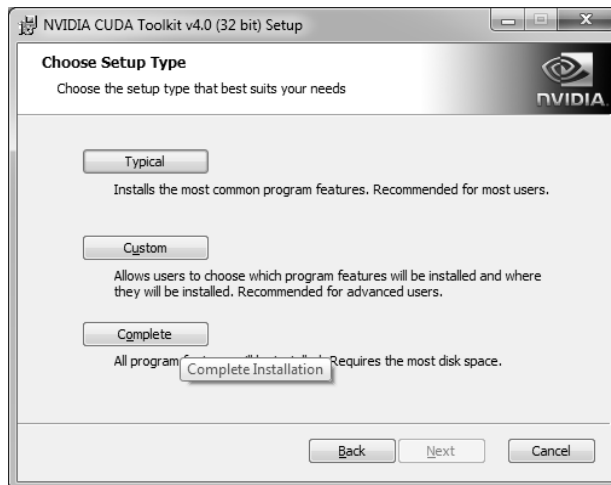 NVIDIA CUDA Toolkit v4.0 (32 bit) Setup
Choose Setup Type
Choose the setup type that best suits your needs
NVIDIA
Typical
Installs the most common program features. Recommended for most users.
Custom
Allows users to choose which program features will be installed and where
they will be installed. Recommended for advanced users.
Complete
All program Requires the most disk space.
Complete Installation
Back Next Cancel